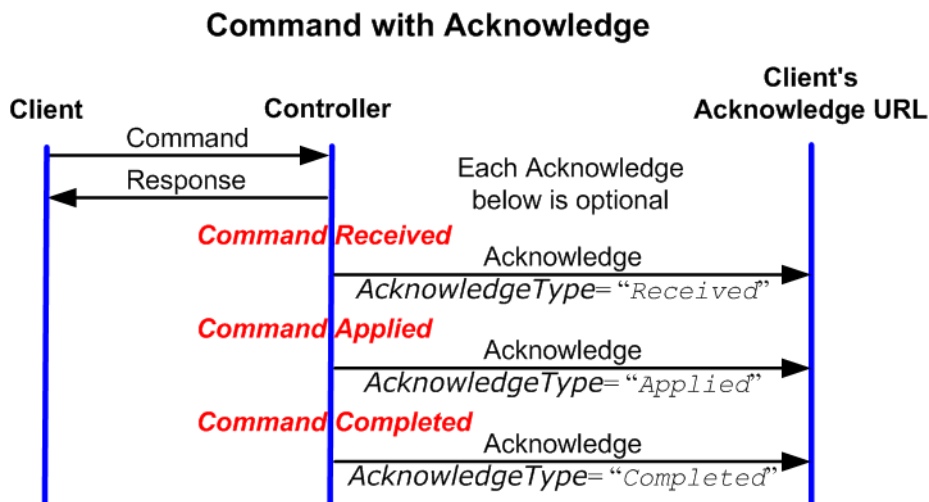 Command with Acknowledge
Client
Controller
Client's
Acknowledge URL
Command
Response
Each Acknowledge
below is optional
Command Received
Acknowledge
AcknowledgeType= “Received”
Command Applied
Acknowledge
AcknowledgeType= “Applied”
Command Completed
Acknowledge
AcknowledgeType= “Completed”